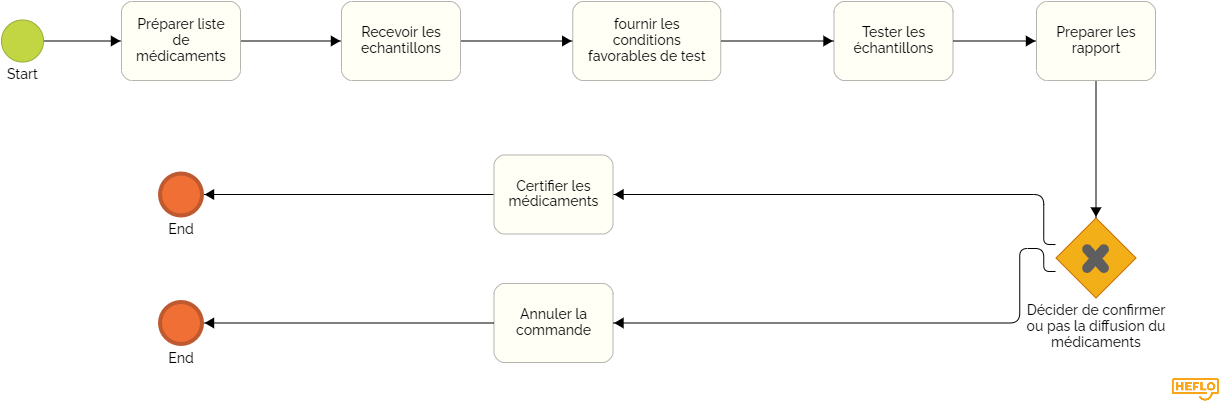 Start
Préparer liste
de
médicaments
Recevoir les
echantillons
fournir les
conditions
favorables de test
Tester les
échantillons
Preparer les
rapport
Certifier les
médicaments
End
Décider de confirmer
ou pas la diffusion du
médicaments
Annuler la
commande
End
HEFLO